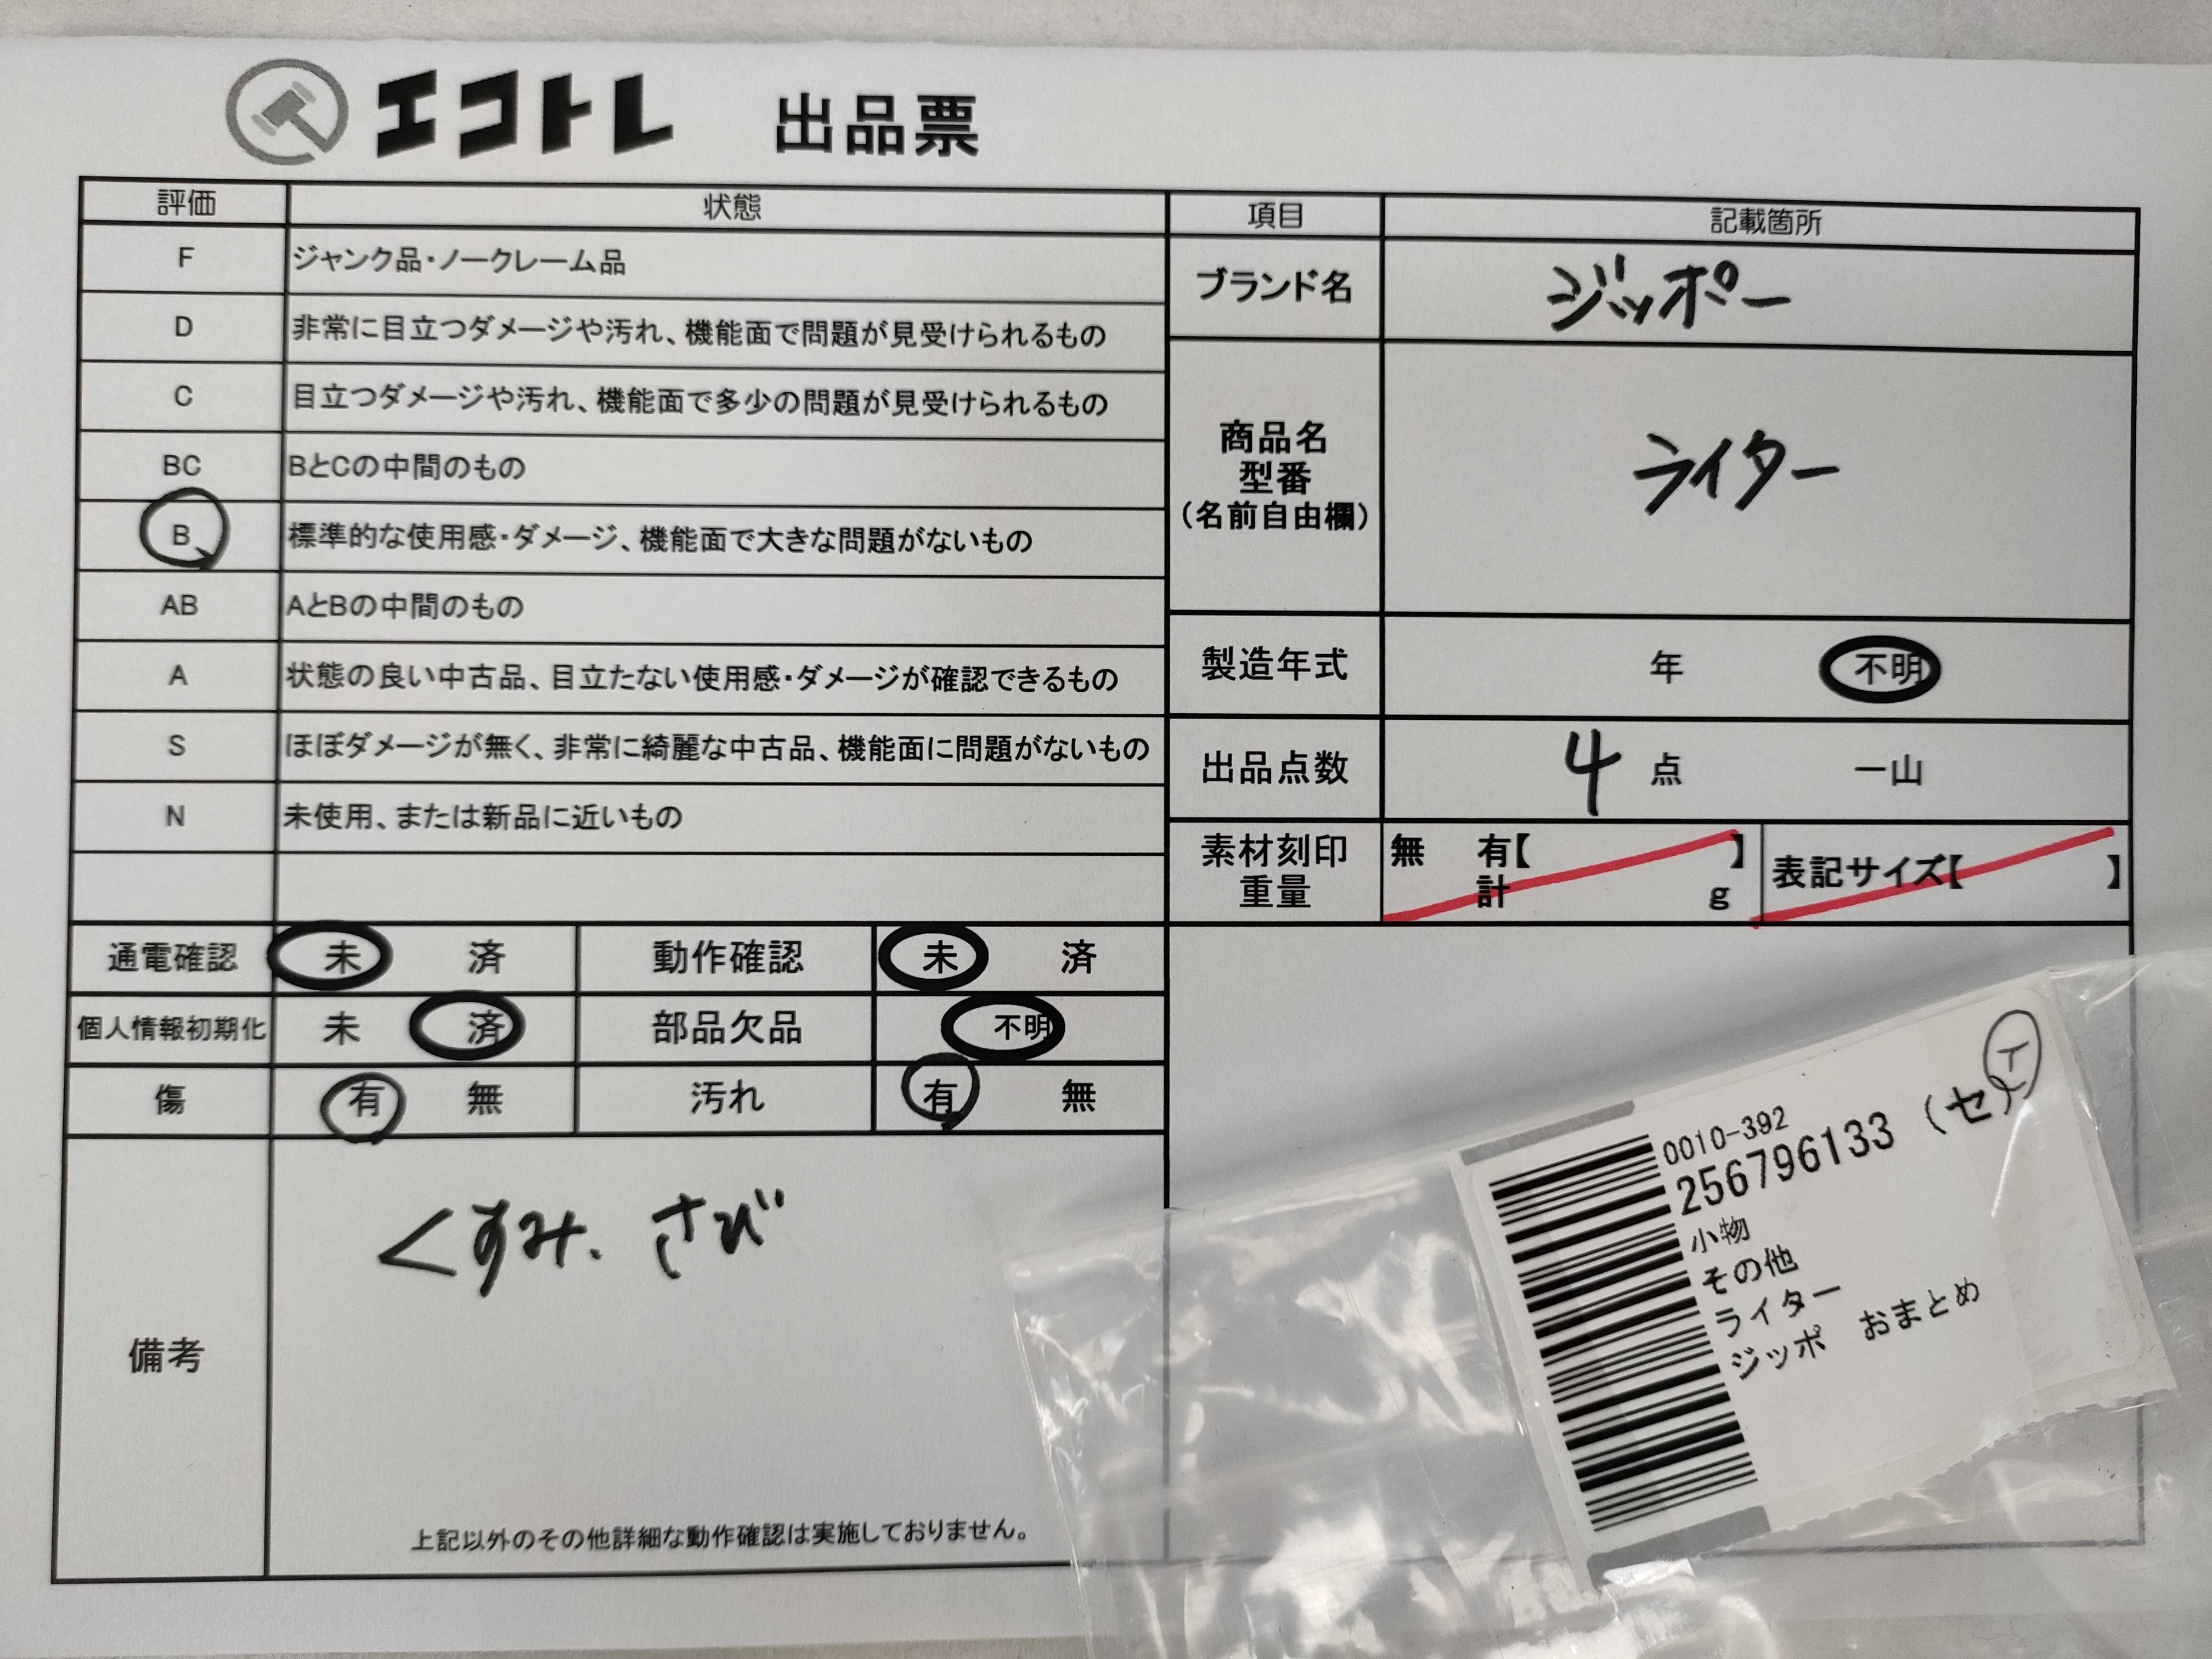 エコトレ 出品票
評価 状態
F ジャンク品・ノークレーム品
D 非常に目立つダメージや汚れ、機能面で問題が見受けられるもの
C 目立つダメージや汚れ、機能面で多少の問題が見受けられるもの
BC BとCの中間のもの
B 標準的な使用感・ダメージ、機能面で大きな問題がないもの
AB AとBの中間のもの
A 状態の良い中古品、目立たない使用感・ダメージが確認できるもの
S ほぼダメージが無く、非常に綺麗な中古品、機能面に問題がないもの
N 未使用、または新品に近いもの
項目 記載箇所
ブランド名 ジッポー
商品名
型番
（名前自由欄）
ライター
製造年式 年 不明
出品点数 4 点 一山
素材刻印 無 有【 】
重量 計 g
表記サイズ【 】
通電確認 未 済 動作確認 未 済
個人情報初期化 未 済 部品欠品 不明
傷 有 無 汚れ 有 無
備考
くすみ、さび
上記以外のその他詳細な動作確認は実施しておりません。
0010-392
256796133 (セ)
小物
その他
ライター
ジッポ おまとめ